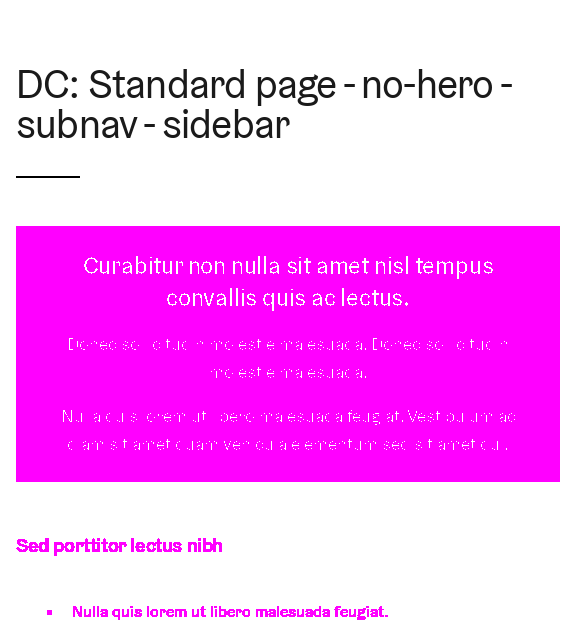 DC: Standard page - no-hero -
subnav - sidebar
Curabitur non nulla sit amet nisl tempus
convallis quis ac lectus.
Donec sollicitudin molestie malesuada. Donec sollicitudin
molestie malesuada.
Nulla quis lorem ut libero malesuada feugiat. Vestibulum ac
diam sit amet quam vehicula elementum sed sit amet dui.
Sed porttitor lectus nibh
Nulla quis lorem ut libero malesuada feugiat.